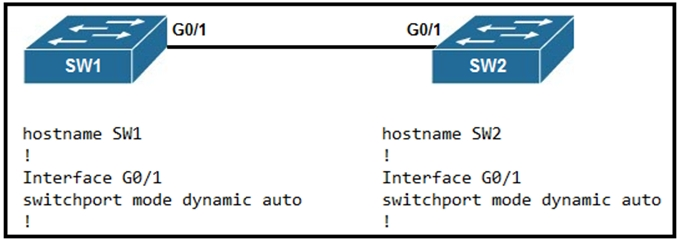 G0/1 G0/1
SW1 SW2
hostname SW1
!
Interface G0/1
switchport mode dynamic auto
!
hostname SW2
!
Interface G0/1
switchport mode dynamic auto
!